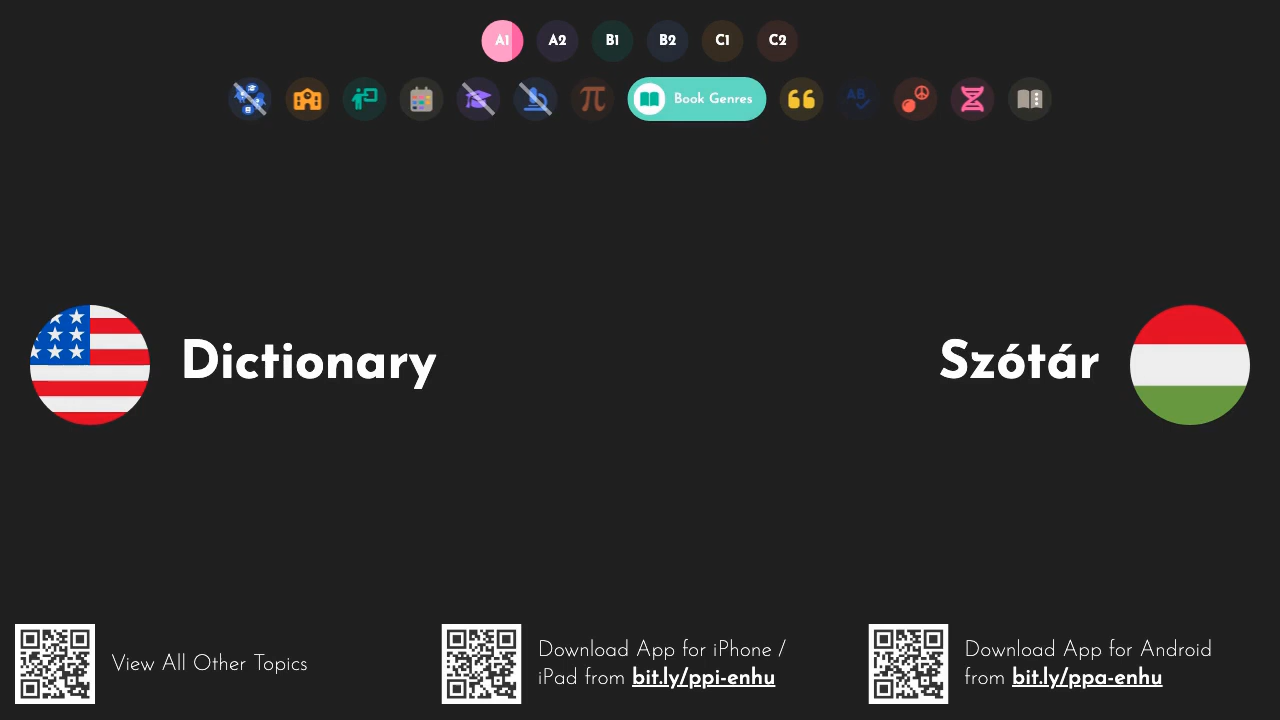 A1 A2 B1 B2 C1 C2
Book Genres
Dictionary
Szótár
View All Other Topics
Download App for iPhone /
iPad from bit.ly/ppi-enhu
Download App for Android
from bit.ly/ppa-enhu